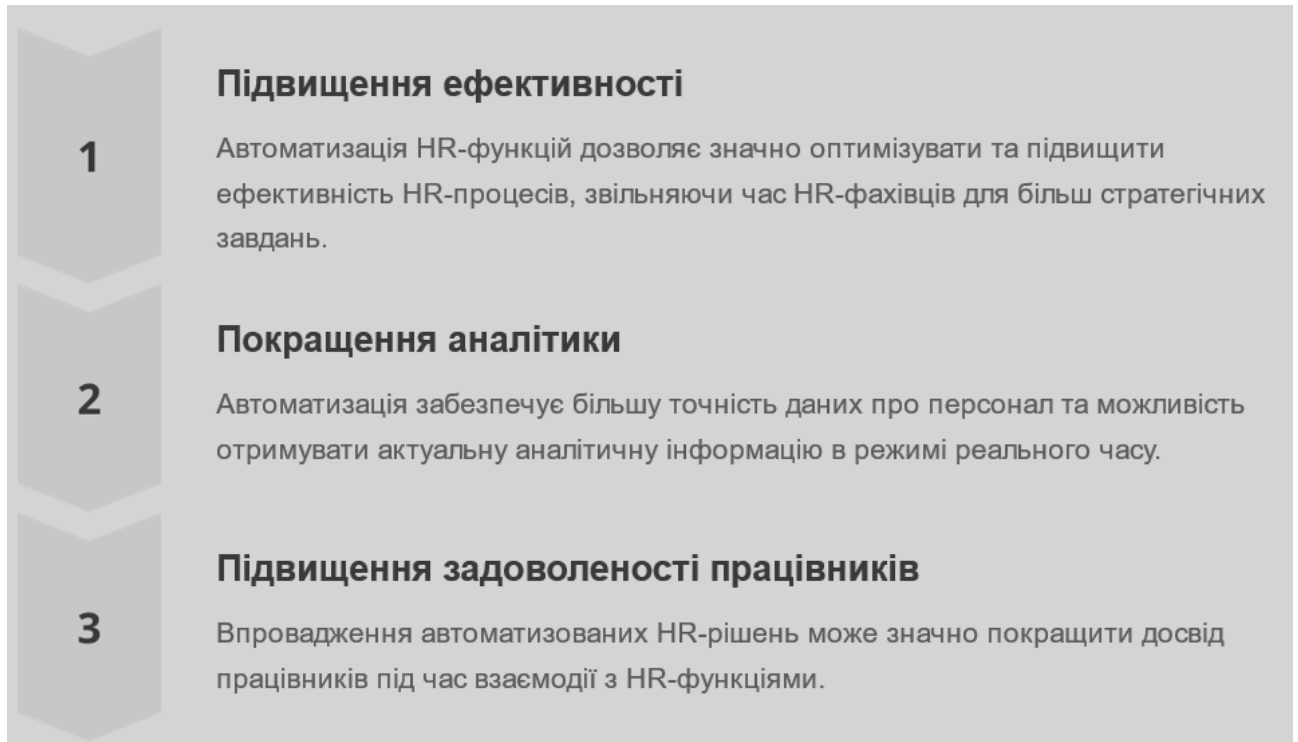 1
Підвищення ефективності
Автоматизація HR-функцій дозволяє значно оптимізувати та підвищити
ефективність HR-процесів, звільняючи час HR-фахівців для більш стратегічних
завдань.
2
Покращення аналітики
Автоматизація забезпечує більшу точність даних про персонал та можливість
отримувати актуальну аналітичну інформацію в режимі реального часу.
3
Підвищення задоволеності працівників
Впровадження автоматизованих HR-рішень може значно покращити досвід
працівників під час взаємодії з HR-функціями.